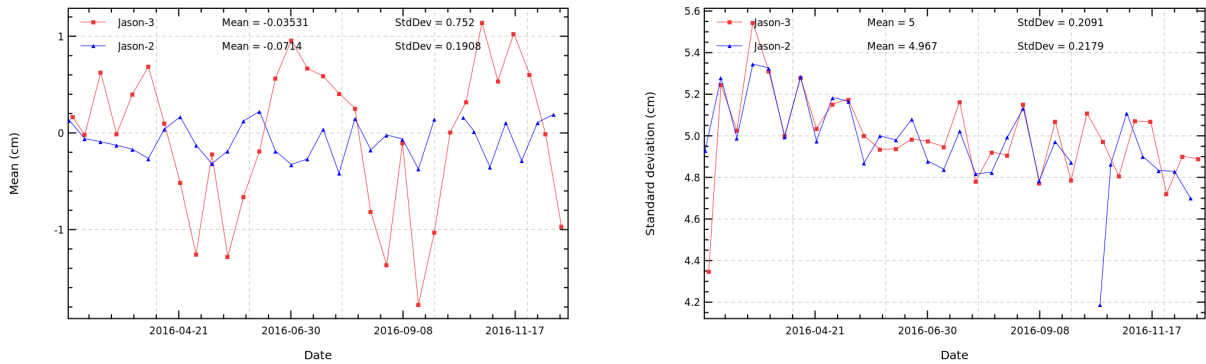 Jason-3 Mean = -0.03531 StdDev = 0.752
Jason-2 Mean = -0.0714 StdDev = 0.1908
1
0
-1
Mean (cm)
2016-04-21 2016-06-30 2016-09-08 2016-11-17
Date
5.6
Jason-3 Mean = 5 StdDev = 0.2091
Jason-2 Mean = 4.967 StdDev = 0.2179
5.4
5.2
5.0
4.8
4.6
4.4
4.2
Standard deviation (cm)
2016-04-21 2016-06-30 2016-09-08 2016-11-17
Date